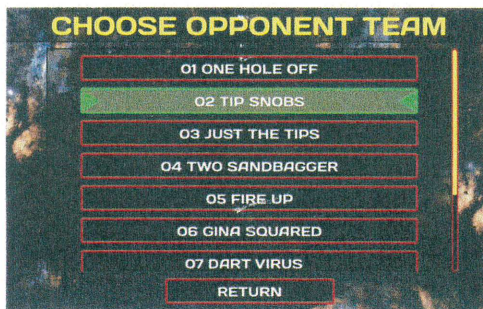 CHOOSE OPPONENT TEAM
01 ONE HOLE OFF
02 TIP SNOBS
03 JUST THE TIPS
04 TWO SANDBAGGER
05 FIRE UP
06 GINA SQUARED
07 DART VIRUS
RETURN